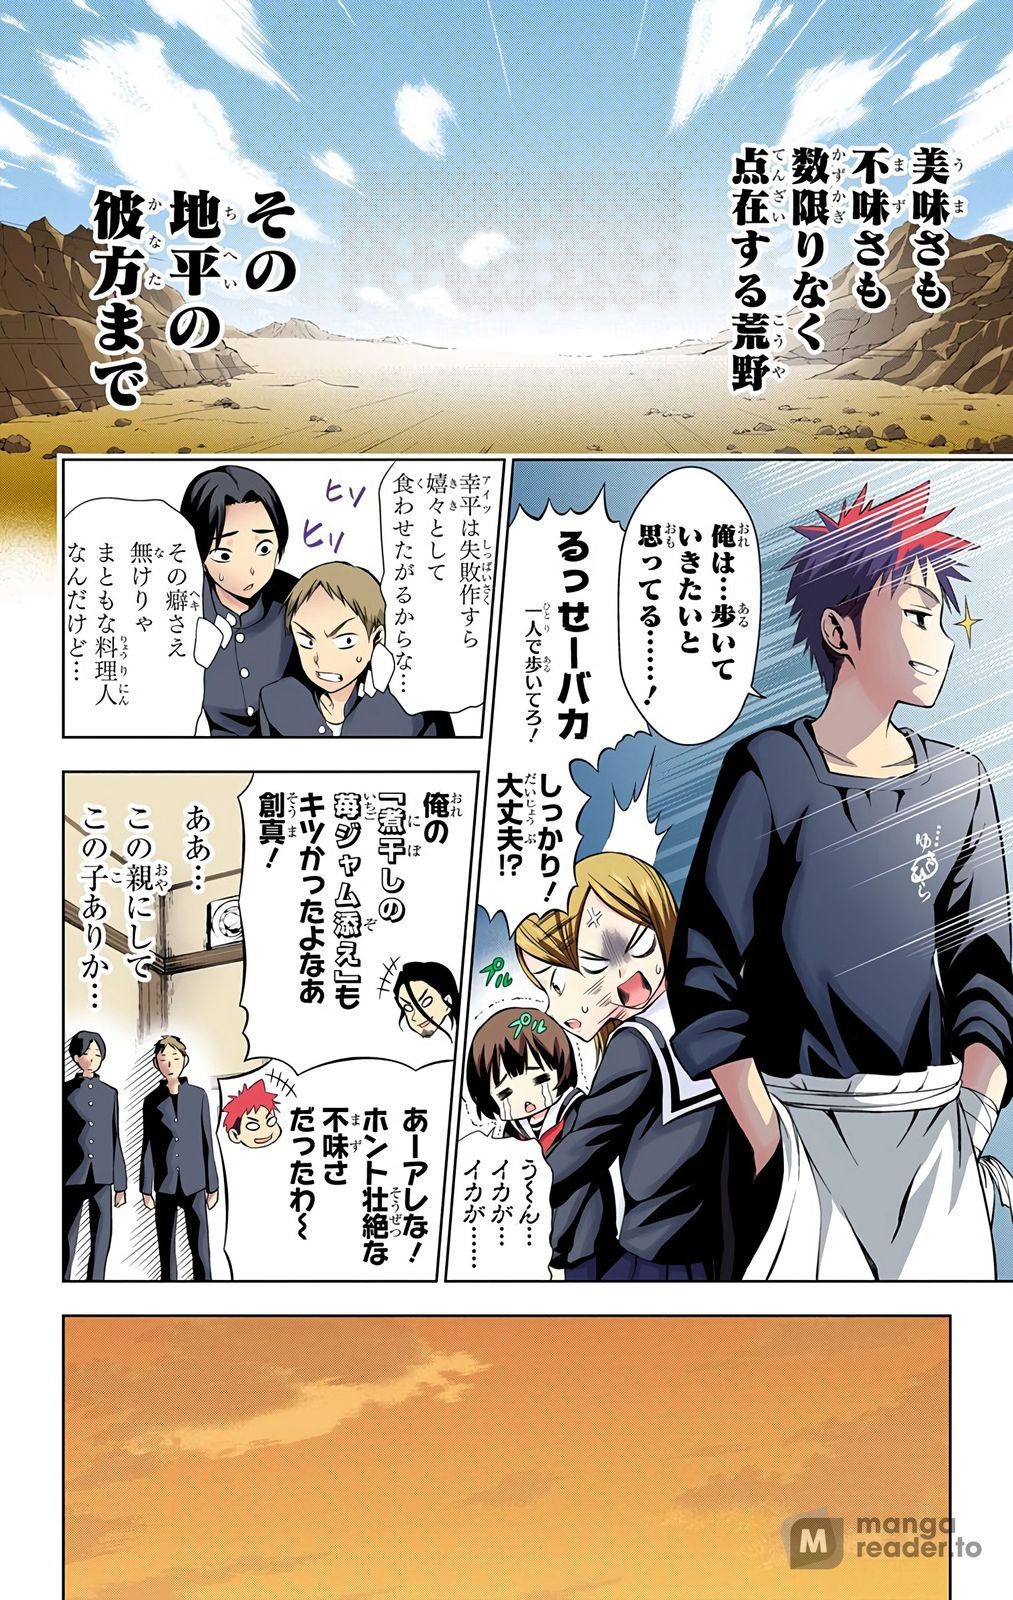 美味さも
不味さも
数限りなく
点在する荒野
その
地平の
彼方まで
俺は…歩いて
いきたいと
思ってる……！
るっせーバカ
一人で歩いてろ！
しっかり！
大丈夫!?
プル
プル
う～ん…
イカが…
イカが……
ゆきひら
幸平は失敗作すら
嬉々として
食わせたがるからな…
ヒソ
ヒソ
その癖さえ
無けりゃ
まともな料理人
なんだけど…
俺の
「煮干しの
苺ジャム添え」も
キツかったよなあ
創真！
あーアレな！
ホント壮絶な
不味さ
だったわ～
ああ…
この親にして
この子ありか…
M manga
reader.to